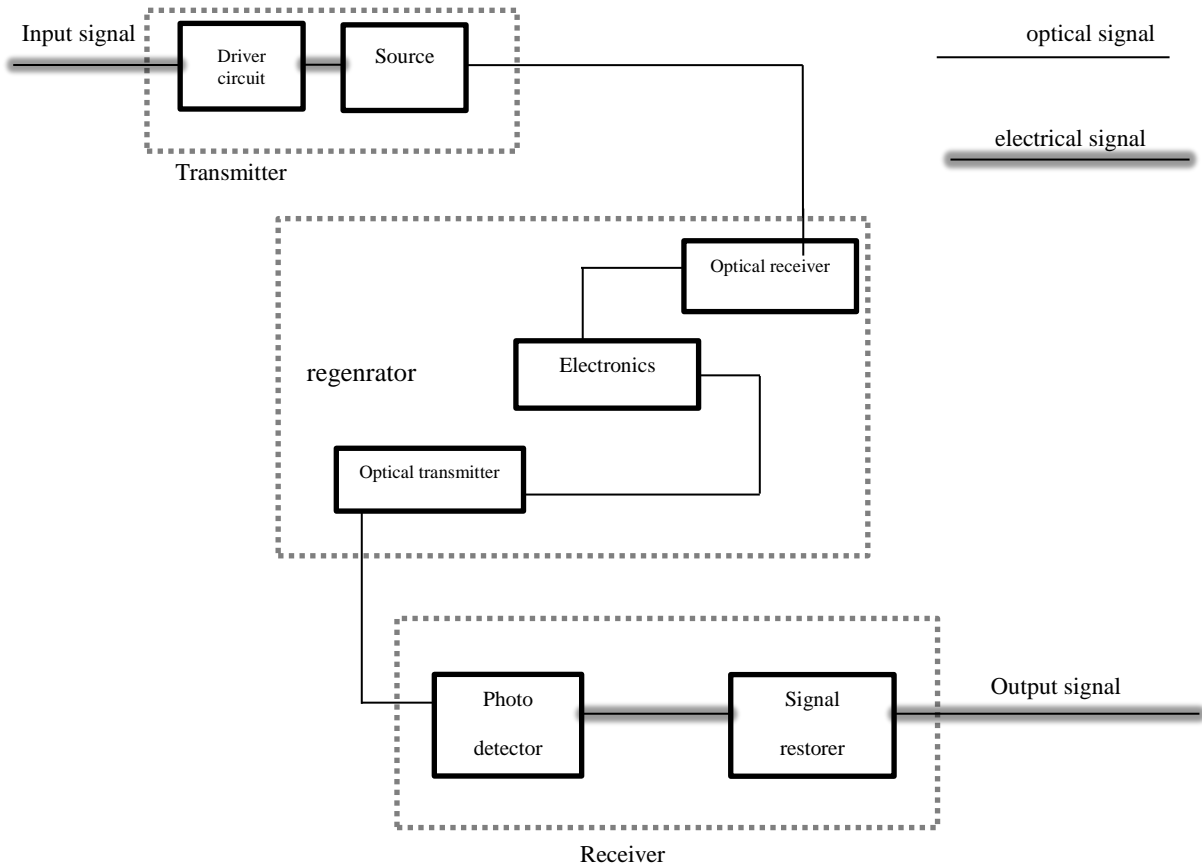 Input signal
Driver
circuit
Source
optical signal
electrical signal
Transmitter
Optical receiver
Electronics
regenrator
Optical transmitter
Photo
detector
Signal
restorer
Output signal
Receiver